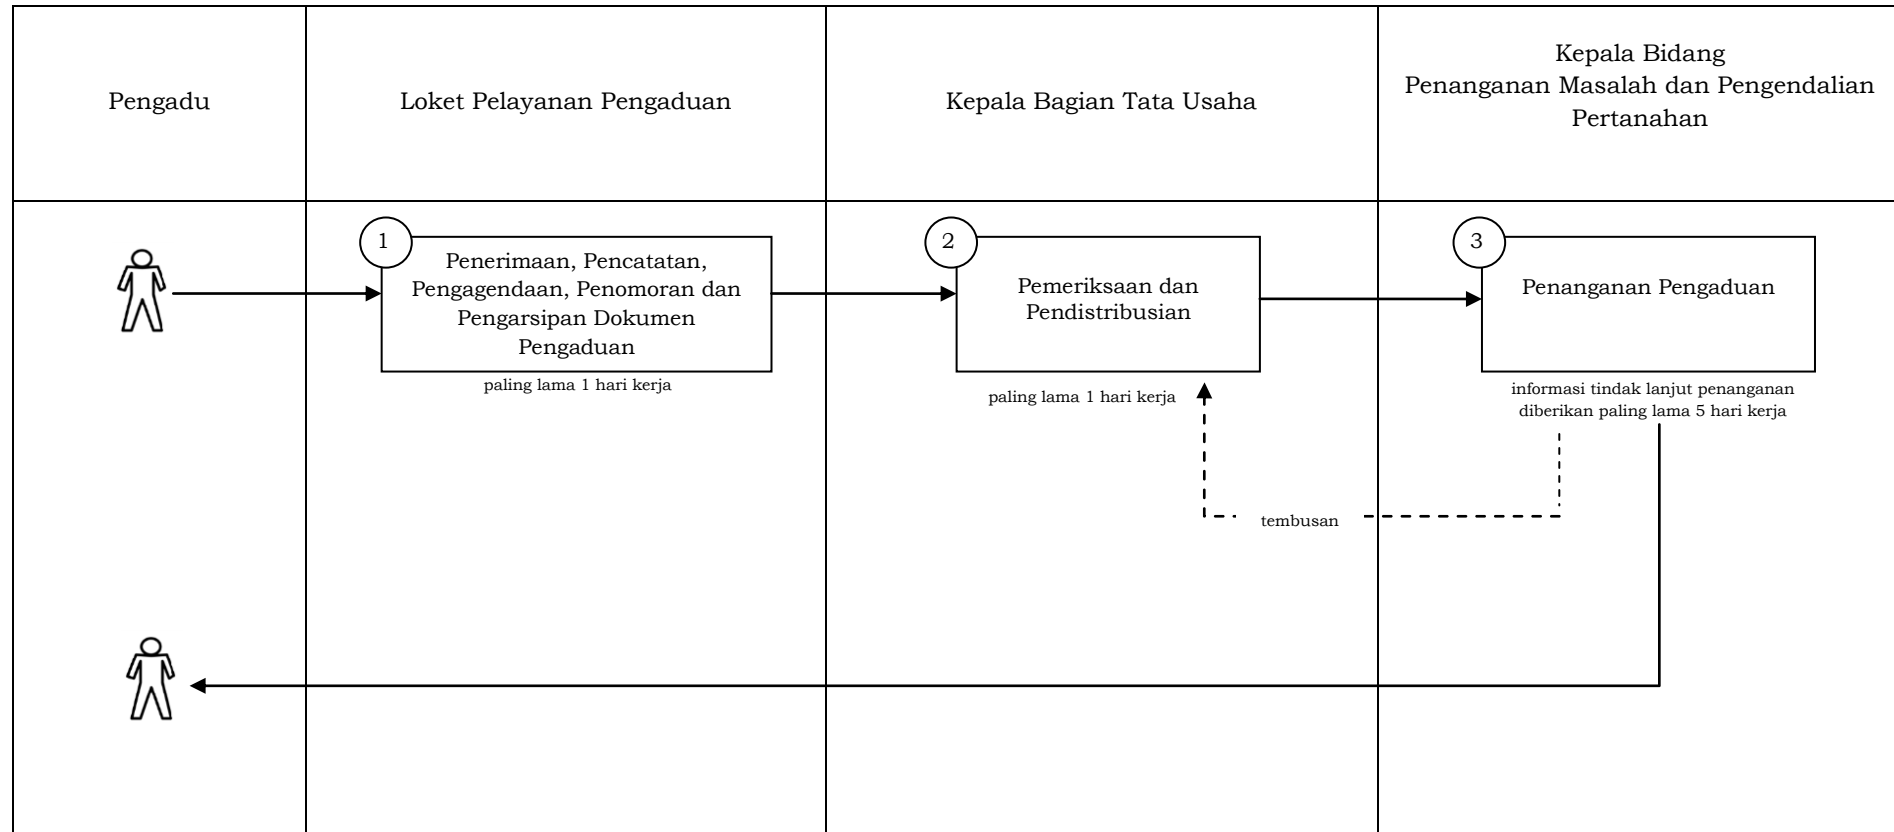 Pengadu
Loket Pelayanan Pengaduan
Kepala Bagian Tata Usaha
Kepala Bidang
Penanganan Masalah dan Pengendalian
Pertanahan
1
Penerimaan, Pencatatan,
Pengagendaan, Penomoran dan
Pengarsipan Dokumen
Pengaduan
paling lama 1 hari kerja
2
Pemeriksaan dan
Pendistribusian
paling lama 1 hari kerja
3
Penanganan Pengaduan
informasi tindak lanjut penanganan
diberikan paling lama 5 hari kerja
tembusan